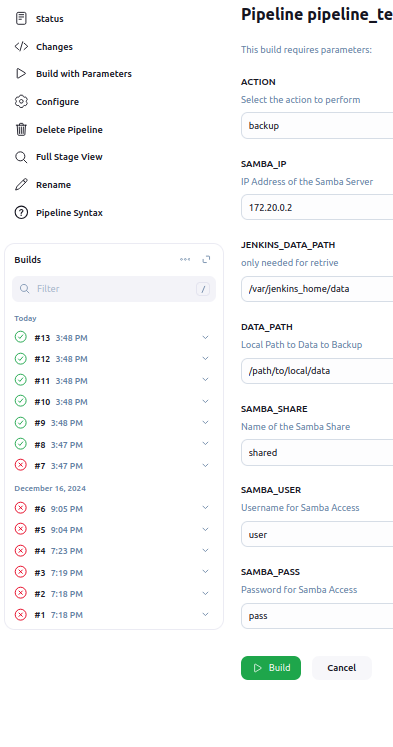 Status
Changes
Build with Parameters
Configure
Delete Pipeline
Full Stage View
Rename
Pipeline Syntax
Builds
Filter /
Today
#13 3:48 PM
#12 3:48 PM
#11 3:48 PM
#10 3:48 PM
#9 3:48 PM
#8 3:47 PM
#7 3:47 PM
December 16, 2024
#6 9:05 PM
#5 9:04 PM
#4 7:23 PM
#3 7:19 PM
#2 7:18 PM
#1 7:18 PM
Pipeline pipeline_te
This build requires parameters:
ACTION
Select the action to perform
backup
SAMBA_IP
IP Address of the Samba Server
172.20.0.2
JENKINS_DATA_PATH
only needed for retrive
/var/jenkins_home/data
DATA_PATH
Local Path to Data to Backup
/path/to/local/data
SAMBA_SHARE
Name of the Samba Share
shared
SAMBA_USER
Username for Samba Access
user
SAMBA_PASS
Password for Samba Access
pass
Build Cancel